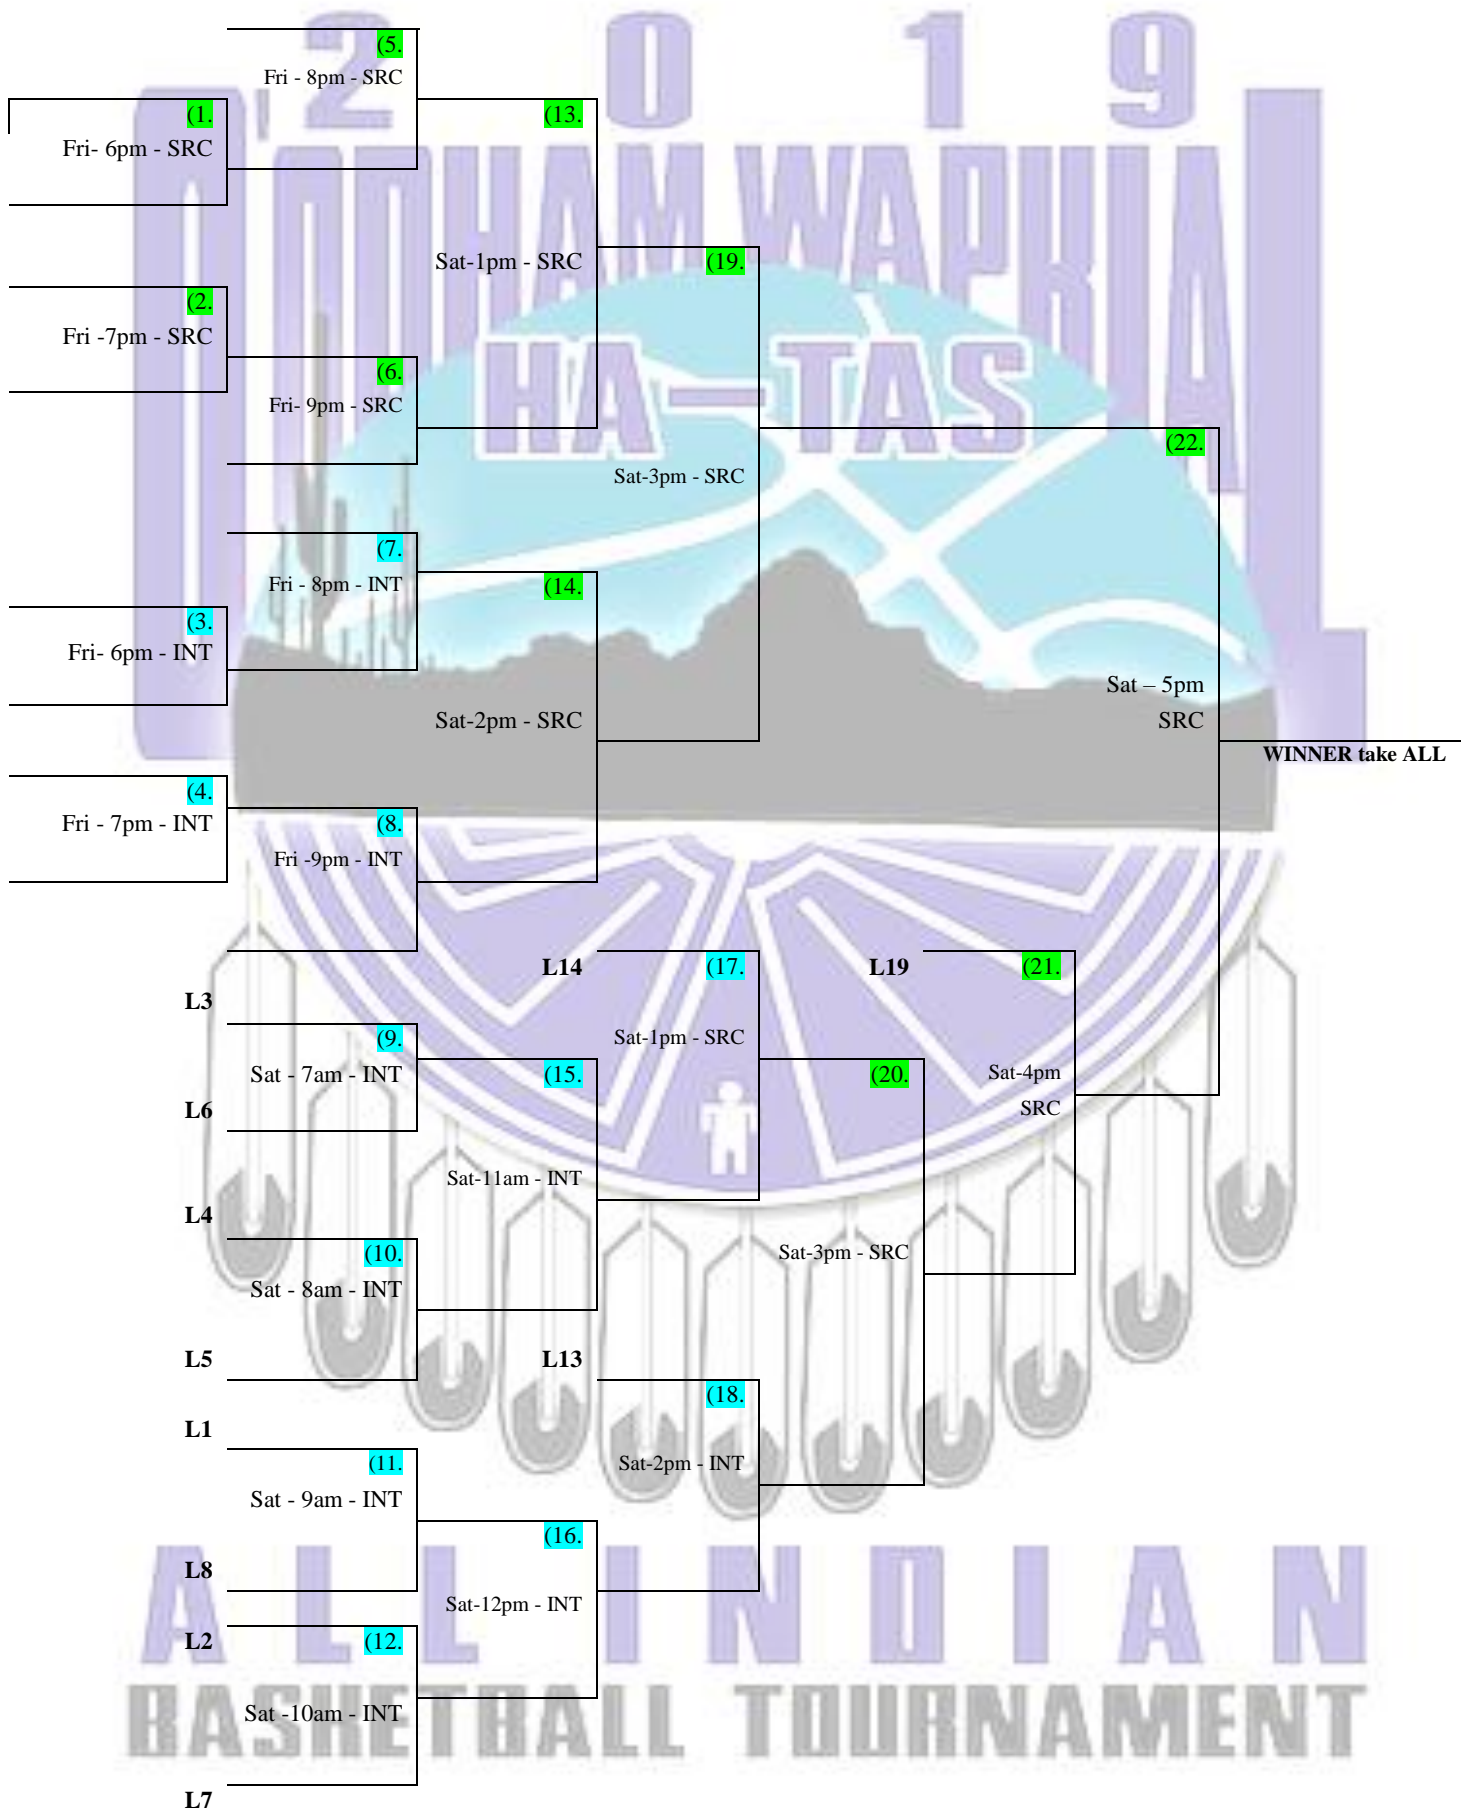 2 0 19
O'ODHAM WAPKIAL
HA-TAS
(5.
Fri - 8pm - SRC
(1.
(13.
Fri- 6pm - SRC
Sat-1pm - SRC
(19.
(2.
Fri -7pm - SRC
(6.
Fri- 9pm - SRC
(22.
Sat-3pm - SRC
(7.
Fri - 8pm - INT
(14.
(3.
Fri- 6pm - INT
Sat – 5pm
SRC
Sat-2pm - SRC
WINNER take ALL
(4.
Fri - 7pm - INT
(8.
Fri -9pm - INT
L14
(17.
L19
(21.
L3
(9.
Sat-1pm - SRC
Sat - 7am - INT
(15.
(20.
Sat-4pm
SRC
L6
Sat-11am - INT
L4
(10.
Sat-3pm - SRC
Sat - 8am - INT
L5
L13
(18.
L1
(11.
Sat-2pm - INT
Sat - 9am - INT
(16.
L8
Sat-12pm - INT
L2
(12.
Sat -10am - INT
L7
ALL INDIAN
BASKETBALL TOURNAMENT